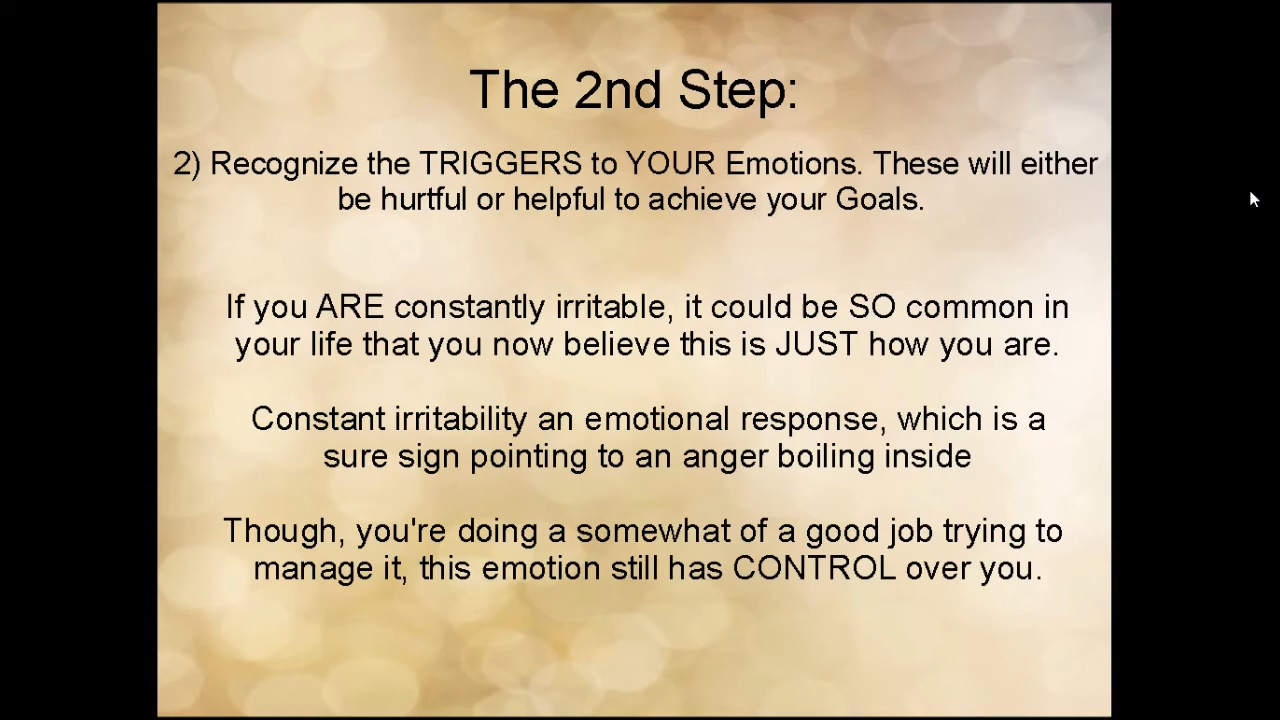 The 2nd Step:
2) Recognize the TRIGGERS to YOUR Emotions. These will either
be hurtful or helpful to achieve your Goals.
If you ARE constantly irritable, it could be SO common in
your life that you now believe this is JUST how you are.
Constant irritability an emotional response, which is a
sure sign pointing to an anger boiling inside
Though, you're doing a somewhat of a good job trying to
manage it, this emotion still has CONTROL over you.